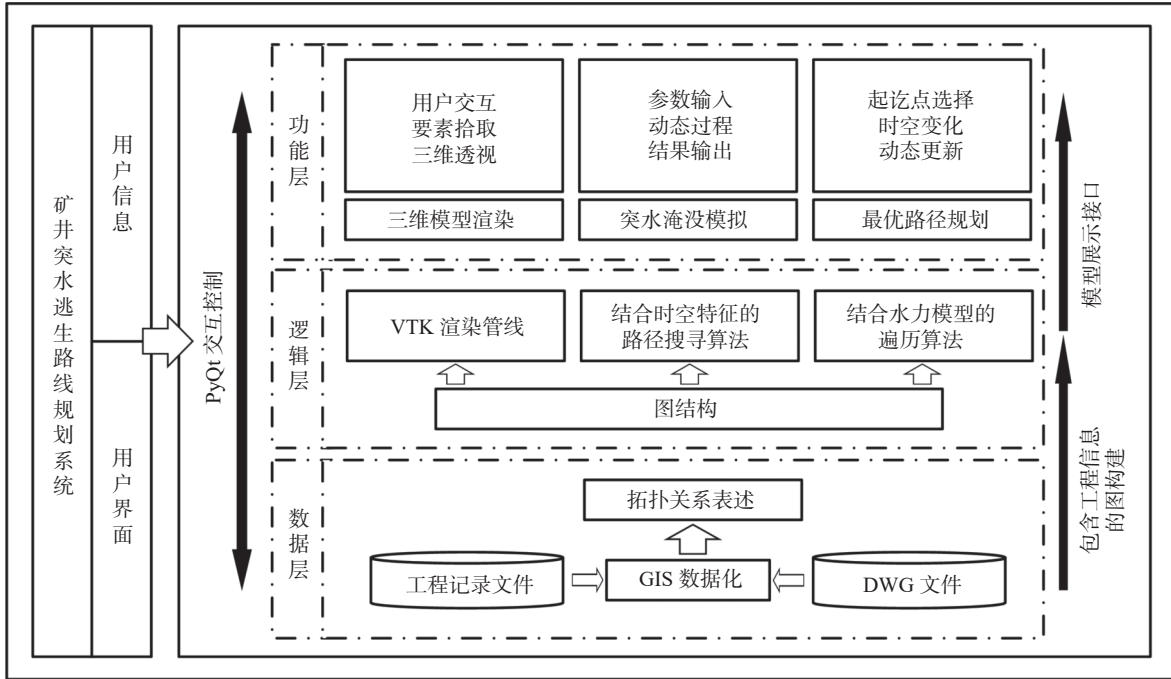 矿井突水逃生路线规划系统
用户信息
用户界面
PyQt 交互控制
功能层
用户交互
要素拾取
三维透视
参数输入
动态过程
结果输出
起讫点选择
时空变化
动态更新
三维模型渲染
突水淹没模拟
最优路径规划
逻辑层
VTK 渲染管线
结合时空特征的
路径搜寻算法
结合水力模型的
遍历算法
图结构
数据层
拓扑关系表述
工程记录文件
GIS 数据化
DWG 文件
模型展示接口
包含工程信息
的图构建